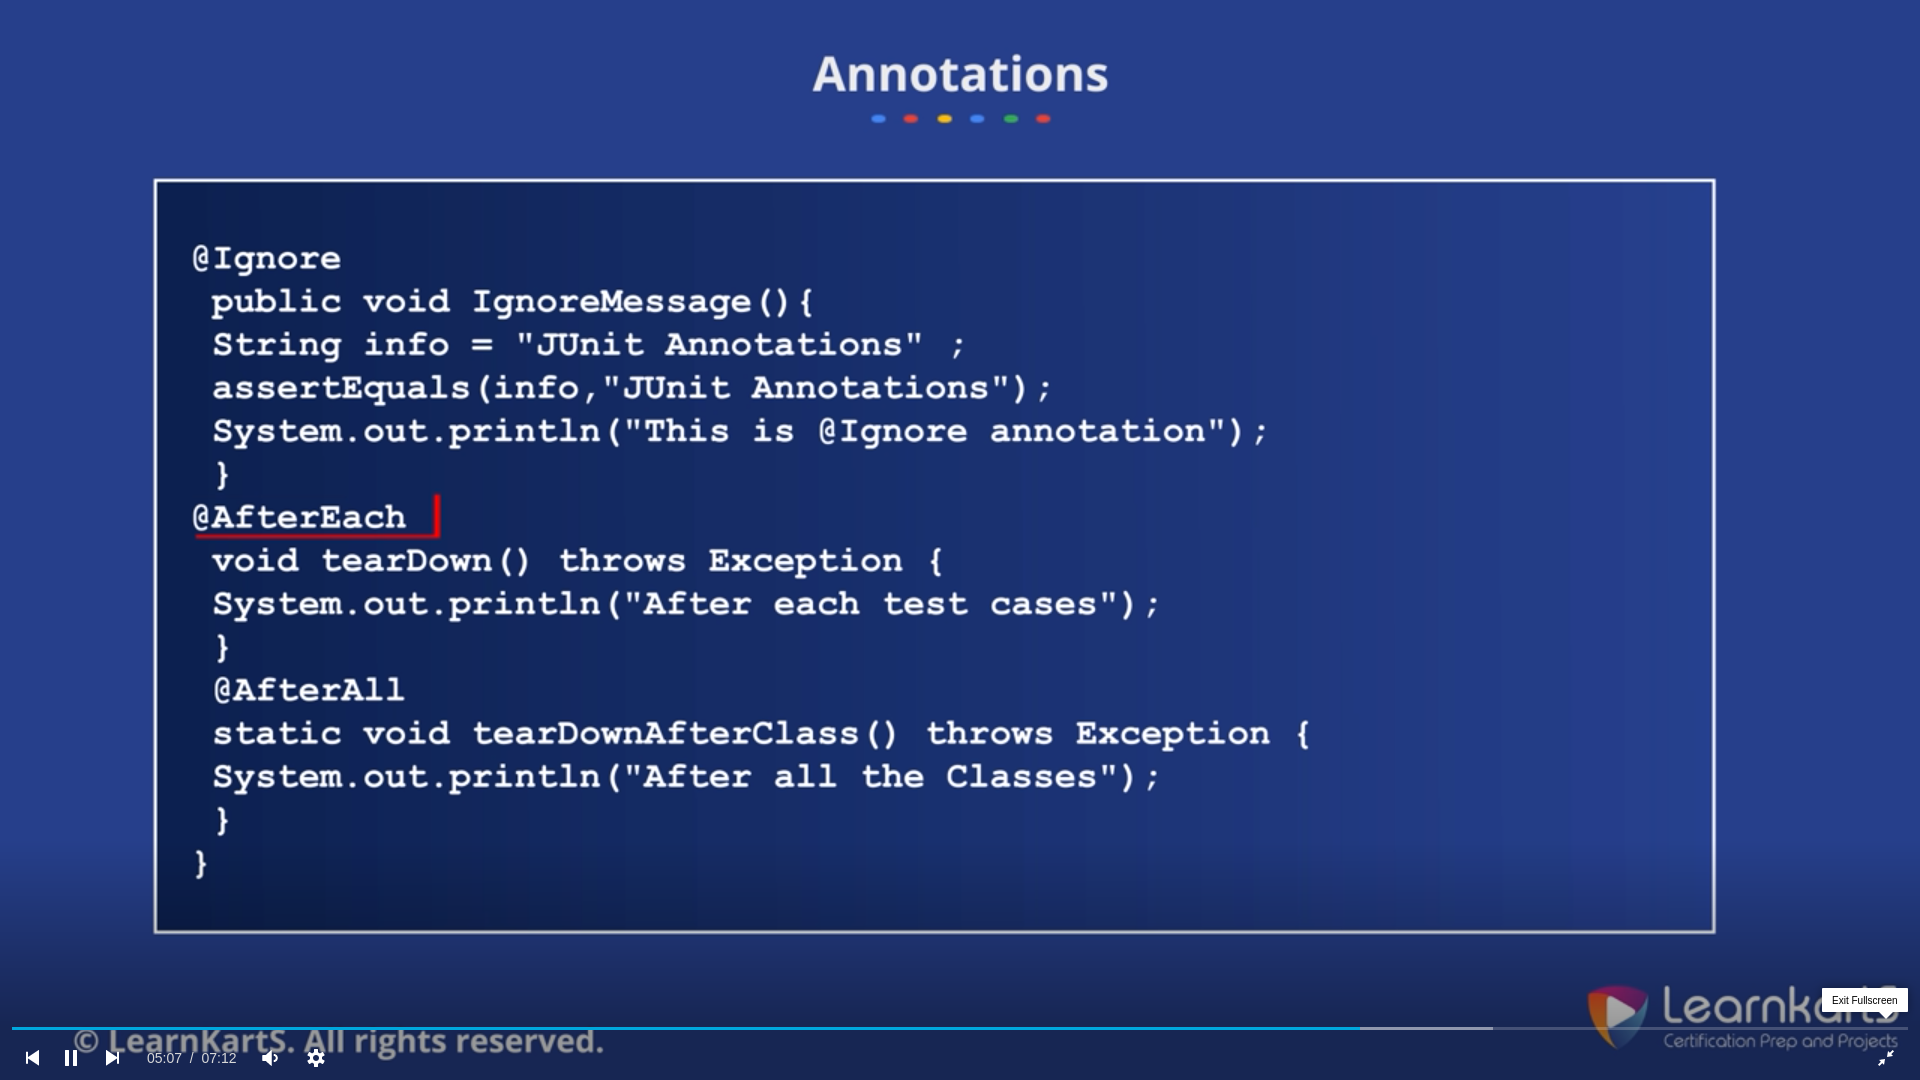 Annotations
@Ignore
public void IgnoreMessage(){
String info = "JUnit Annotations" ;
assertEquals(info,"JUnit Annotations");
System.out.println("This is @Ignore annotation");
}
@AfterEach
void tearDown() throws Exception {
System.out.println("After each test cases");
}
@AfterAll
static void tearDownAfterClass() throws Exception {
System.out.println("After all the Classes");
}
}
Exit Fullscreen
LearnkartS
Certification Prep and Projects
© LearnKartS. All rights reserved.
05:07 / 07:12